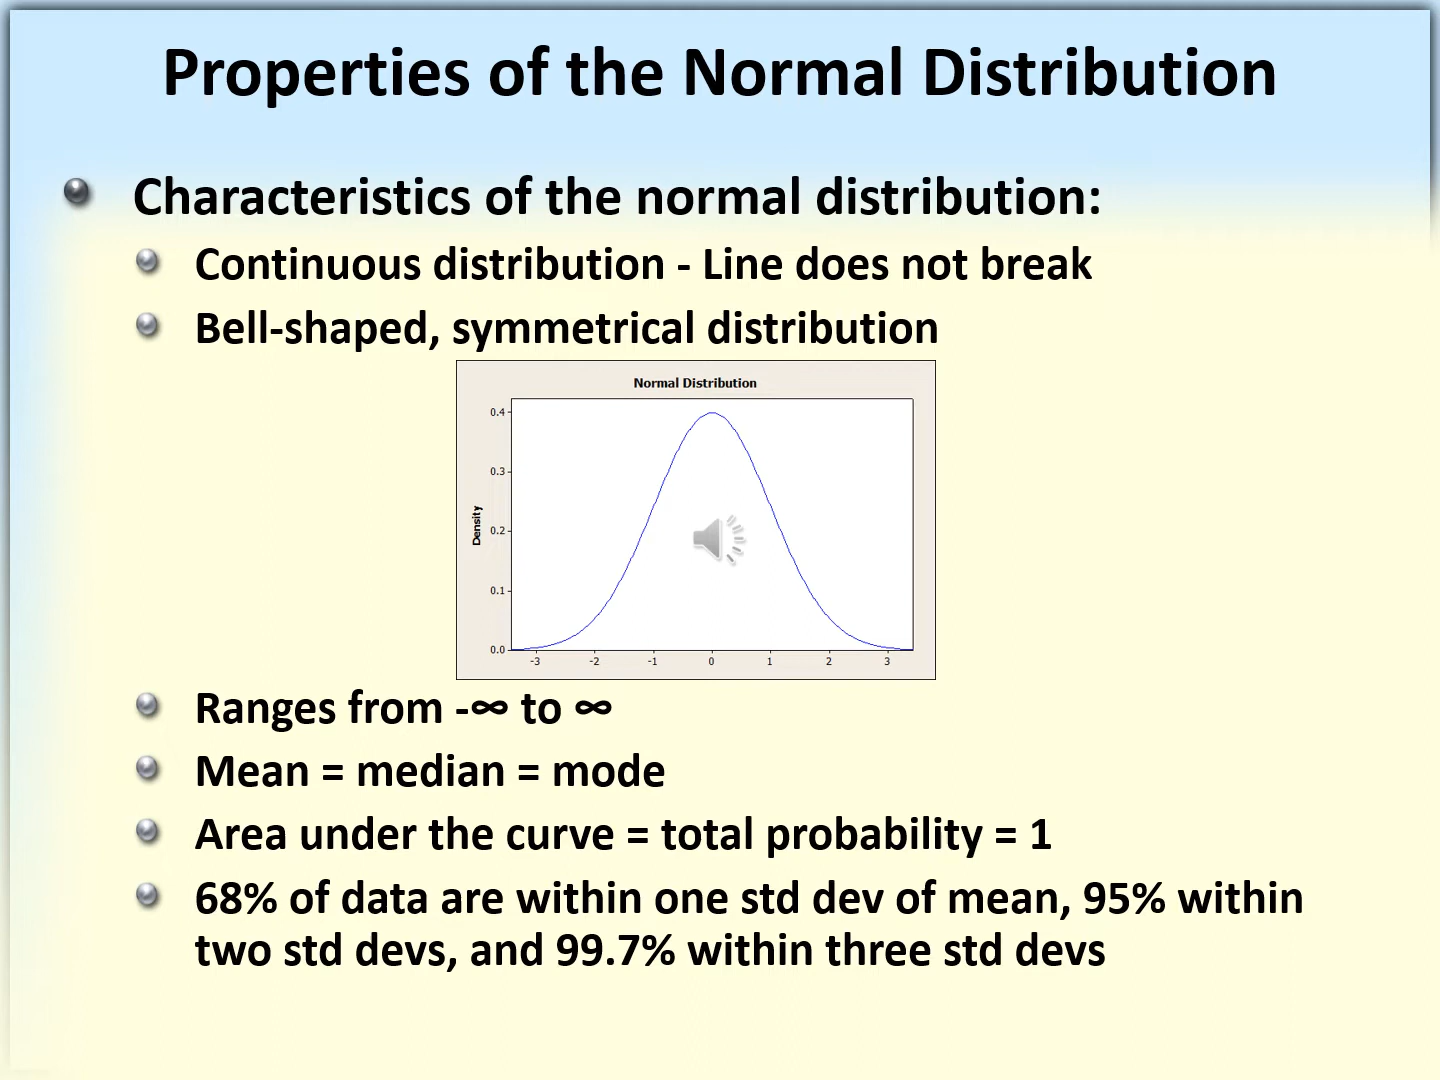 Properties of the Normal Distribution
Characteristics of the normal distribution:
Continuous distribution - Line does not break
Bell-shaped, symmetrical distribution
Normal Distribution
0.4
0.3
0.2
0.1
0.0
Density
-3 -2 -1 0 1 2 3
Ranges from -∞ to ∞
Mean = median = mode
Area under the curve = total probability = 1
68% of data are within one std dev of mean, 95% within
two std devs, and 99.7% within three std devs